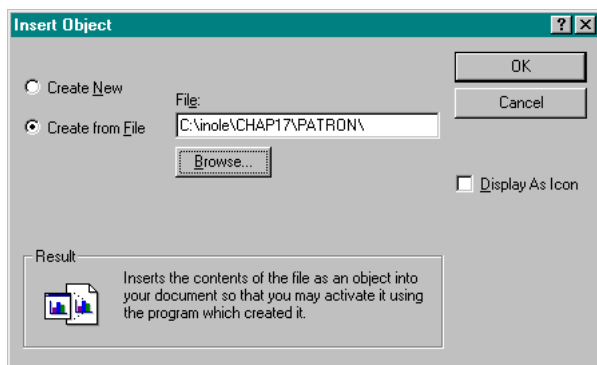 Insert Object
Create New
Create from File
File:
C:\inole\CHAP17\PATRON\
Browse...
OK
Cancel
Display As Icon
Result
Inserts the contents of the file as an object into
your document so that you may activate it using
the program which created it.